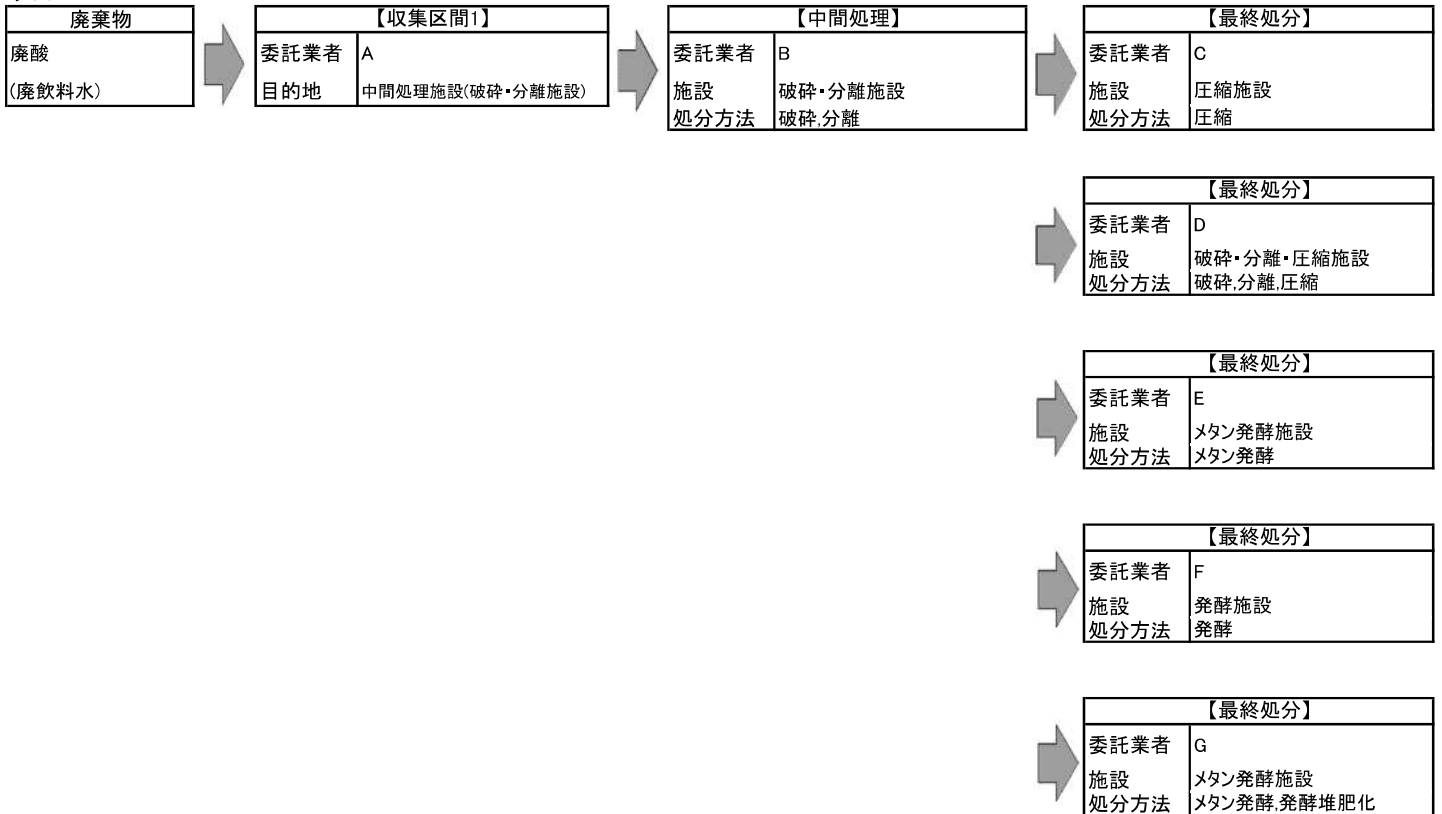 廃棄物
廃酸
(廃飲料水)
【収集区間1】
委託業者 A
目的地 中間処理施設(破砕・分離施設)
【中間処理】
委託業者 B
施設 破砕・分離施設
処分方法 破砕,分離
【最終処分】
委託業者 C
施設 圧縮施設
処分方法 圧縮
【最終処分】
委託業者 D
施設 破砕・分離・圧縮施設
処分方法 破砕,分離,圧縮
【最終処分】
委託業者 E
施設 メタン発酵施設
処分方法 メタン発酵
【最終処分】
委託業者 F
施設 発酵施設
処分方法 発酵
【最終処分】
委託業者 G
施設 メタン発酵施設
処分方法 メタン発酵,発酵堆肥化